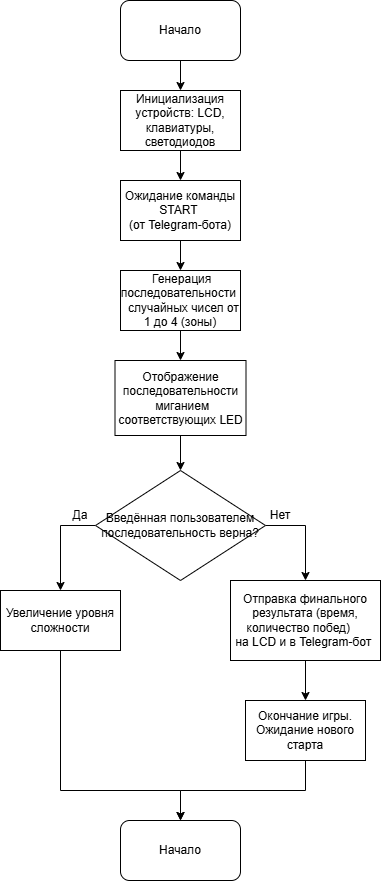 Начало
Инициализация
устройств: LCD,
клавиатуры,
светодиодов
Ожидание команды
START
(от Telegram-бота)
Генерация
последовательности
случайных чисел от
1 до 4 (зоны)
Отображение
последовательности
миганием
соответствующих LED
Введённая пользователем
последовательность верна?
Да
Нет
Увеличение уровня
сложности
Отправка финального
результата (время,
количество побед)
на LCD и в Telegram-бот
Окончание игры.
Ожидание нового
старта
Начало